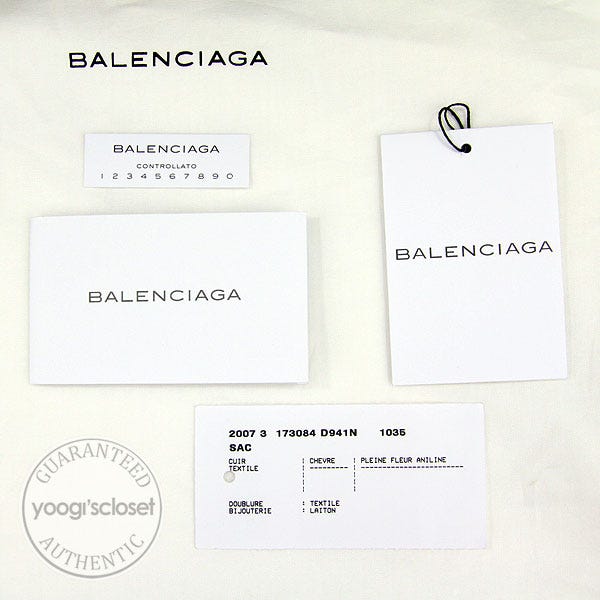 BALENCIAGA
BALENCIAGA
CONTROLLATO
1 2 3 4 5 6 7 8 9 0
BALENCIAGA
BALENCIAGA
2007 3 173084 D941N 1035
SAC
CUIR : CHEVRE : PLEINE FLEUR ANILINE
TEXTILE
DOUBLURE : TEXTILE
BIJOUTERIE : LAITON
GUARANTEED
yoogi'scloset
AUTHENTIC